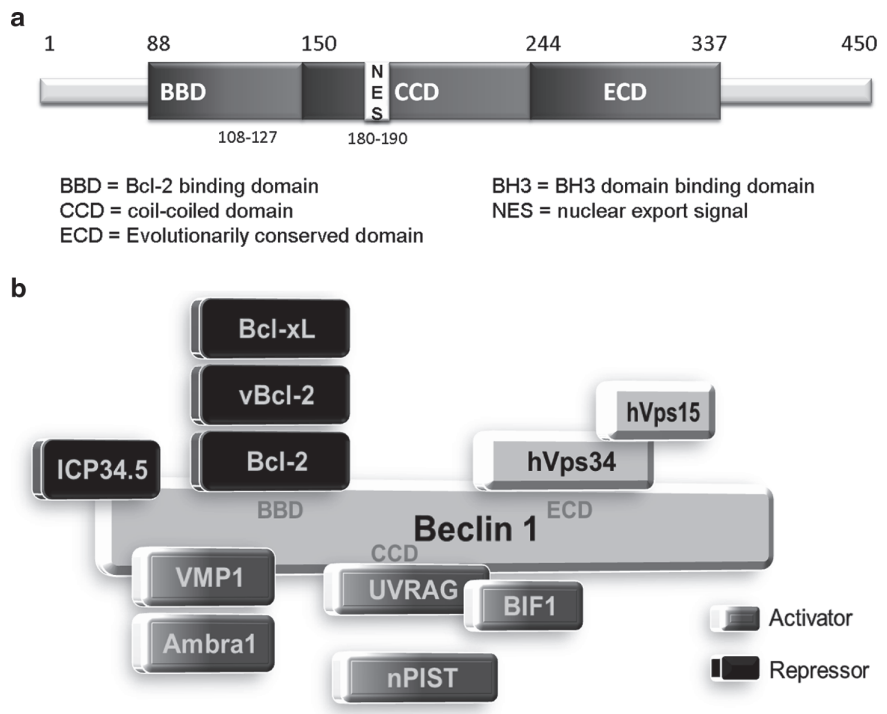 a
1 88 150 244 337 450
BBD NES CCD ECD
108-127 180-190
BBD = Bcl-2 binding domain
CCD = coil-coiled domain
ECD = Evolutionarily conserved domain
BH3 = BH3 domain binding domain
NES = nuclear export signal
b
Bcl-xL
vBcl-2
hVps15
ICP34.5
Bcl-2
hVps34
BBD
ECD
Beclin 1
CCD
VMP1
UVRAG
BIF1
Ambra1
nPIST
Activator
Repressor